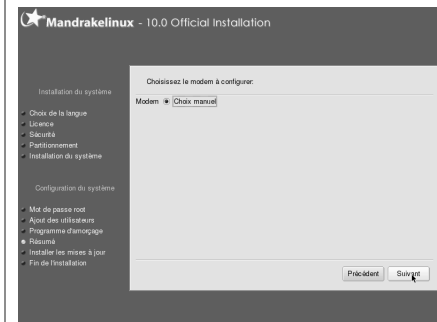 Mandrakelinux - 10.0 Official Installation
Installation du système
Choix de la langue
Licence
Sécurité
Partitionnement
Installation du système
Configuration du système
Mot de passe root
Ajout des utilisateurs
Programme d'amorçage
Résumé
Installer les mises à jour
Fin de l'installation
Choisissez le modem à configurer:
Modem Choix manuel
Précédent Suivant